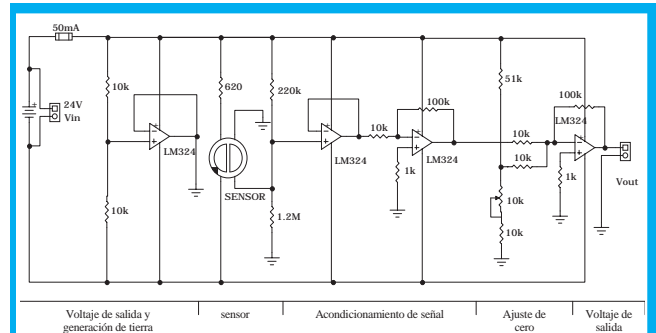 50mA
24V
Vin
10k
10k
LM324
620
220k
SENSOR
1.2M
LM324
10k
100k
1k
LM324
51k
10k
10k
10k
10k
100k
LM324
1k
Vout
Voltaje de salida y
generación de tierra
sensor
Acondicionamiento de señal
Ajuste de
cero
Voltaje de
salida